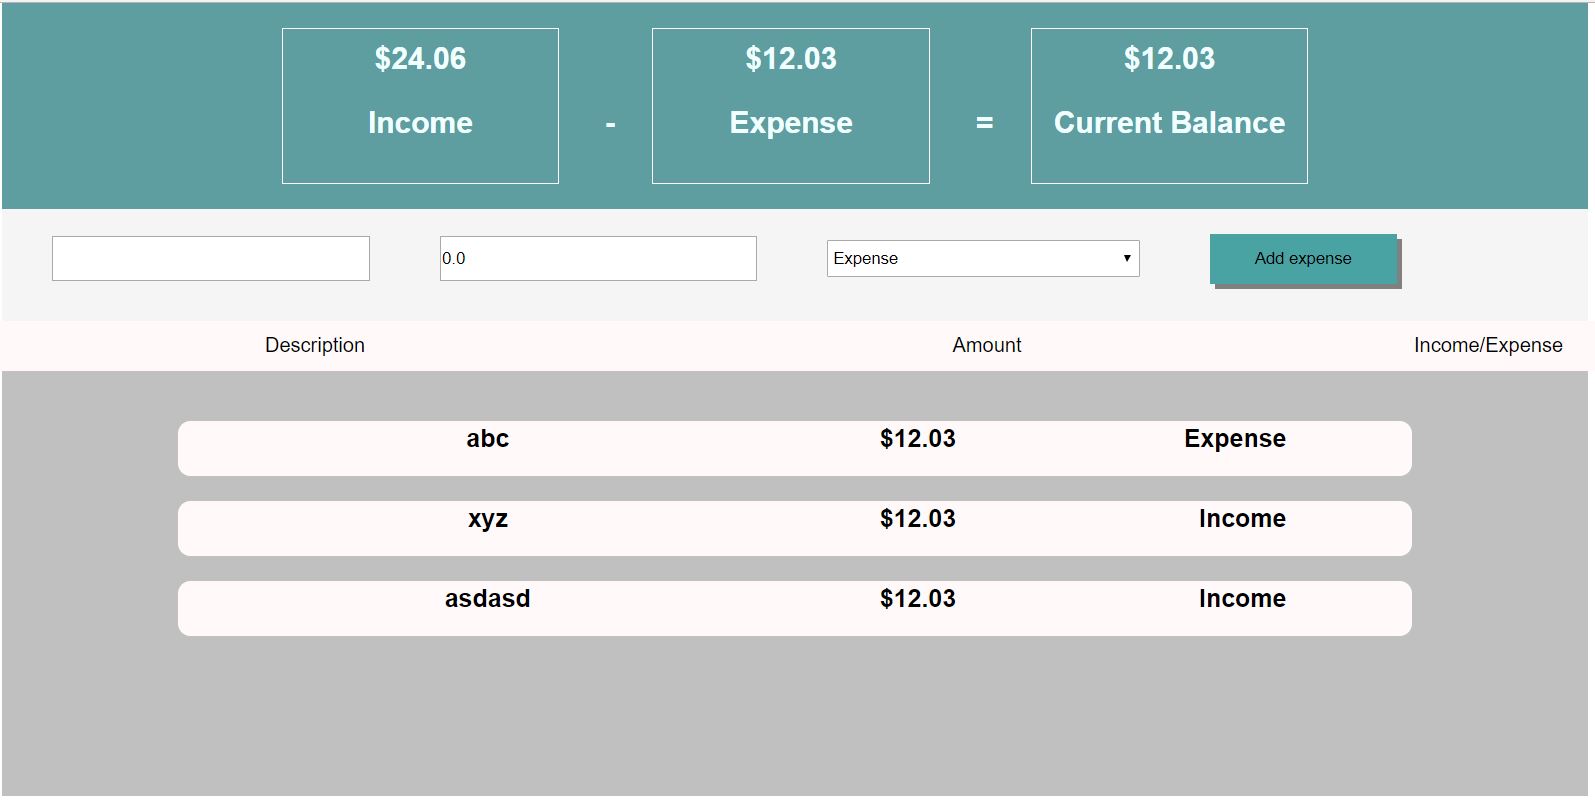 $24.06 $12.03 $12.03
Income - Expense = Current Balance
0.0 Expense Add expense
Description Amount Income/Expense
abc $12.03 Expense
xyz $12.03 Income
asdasd $12.03 Income